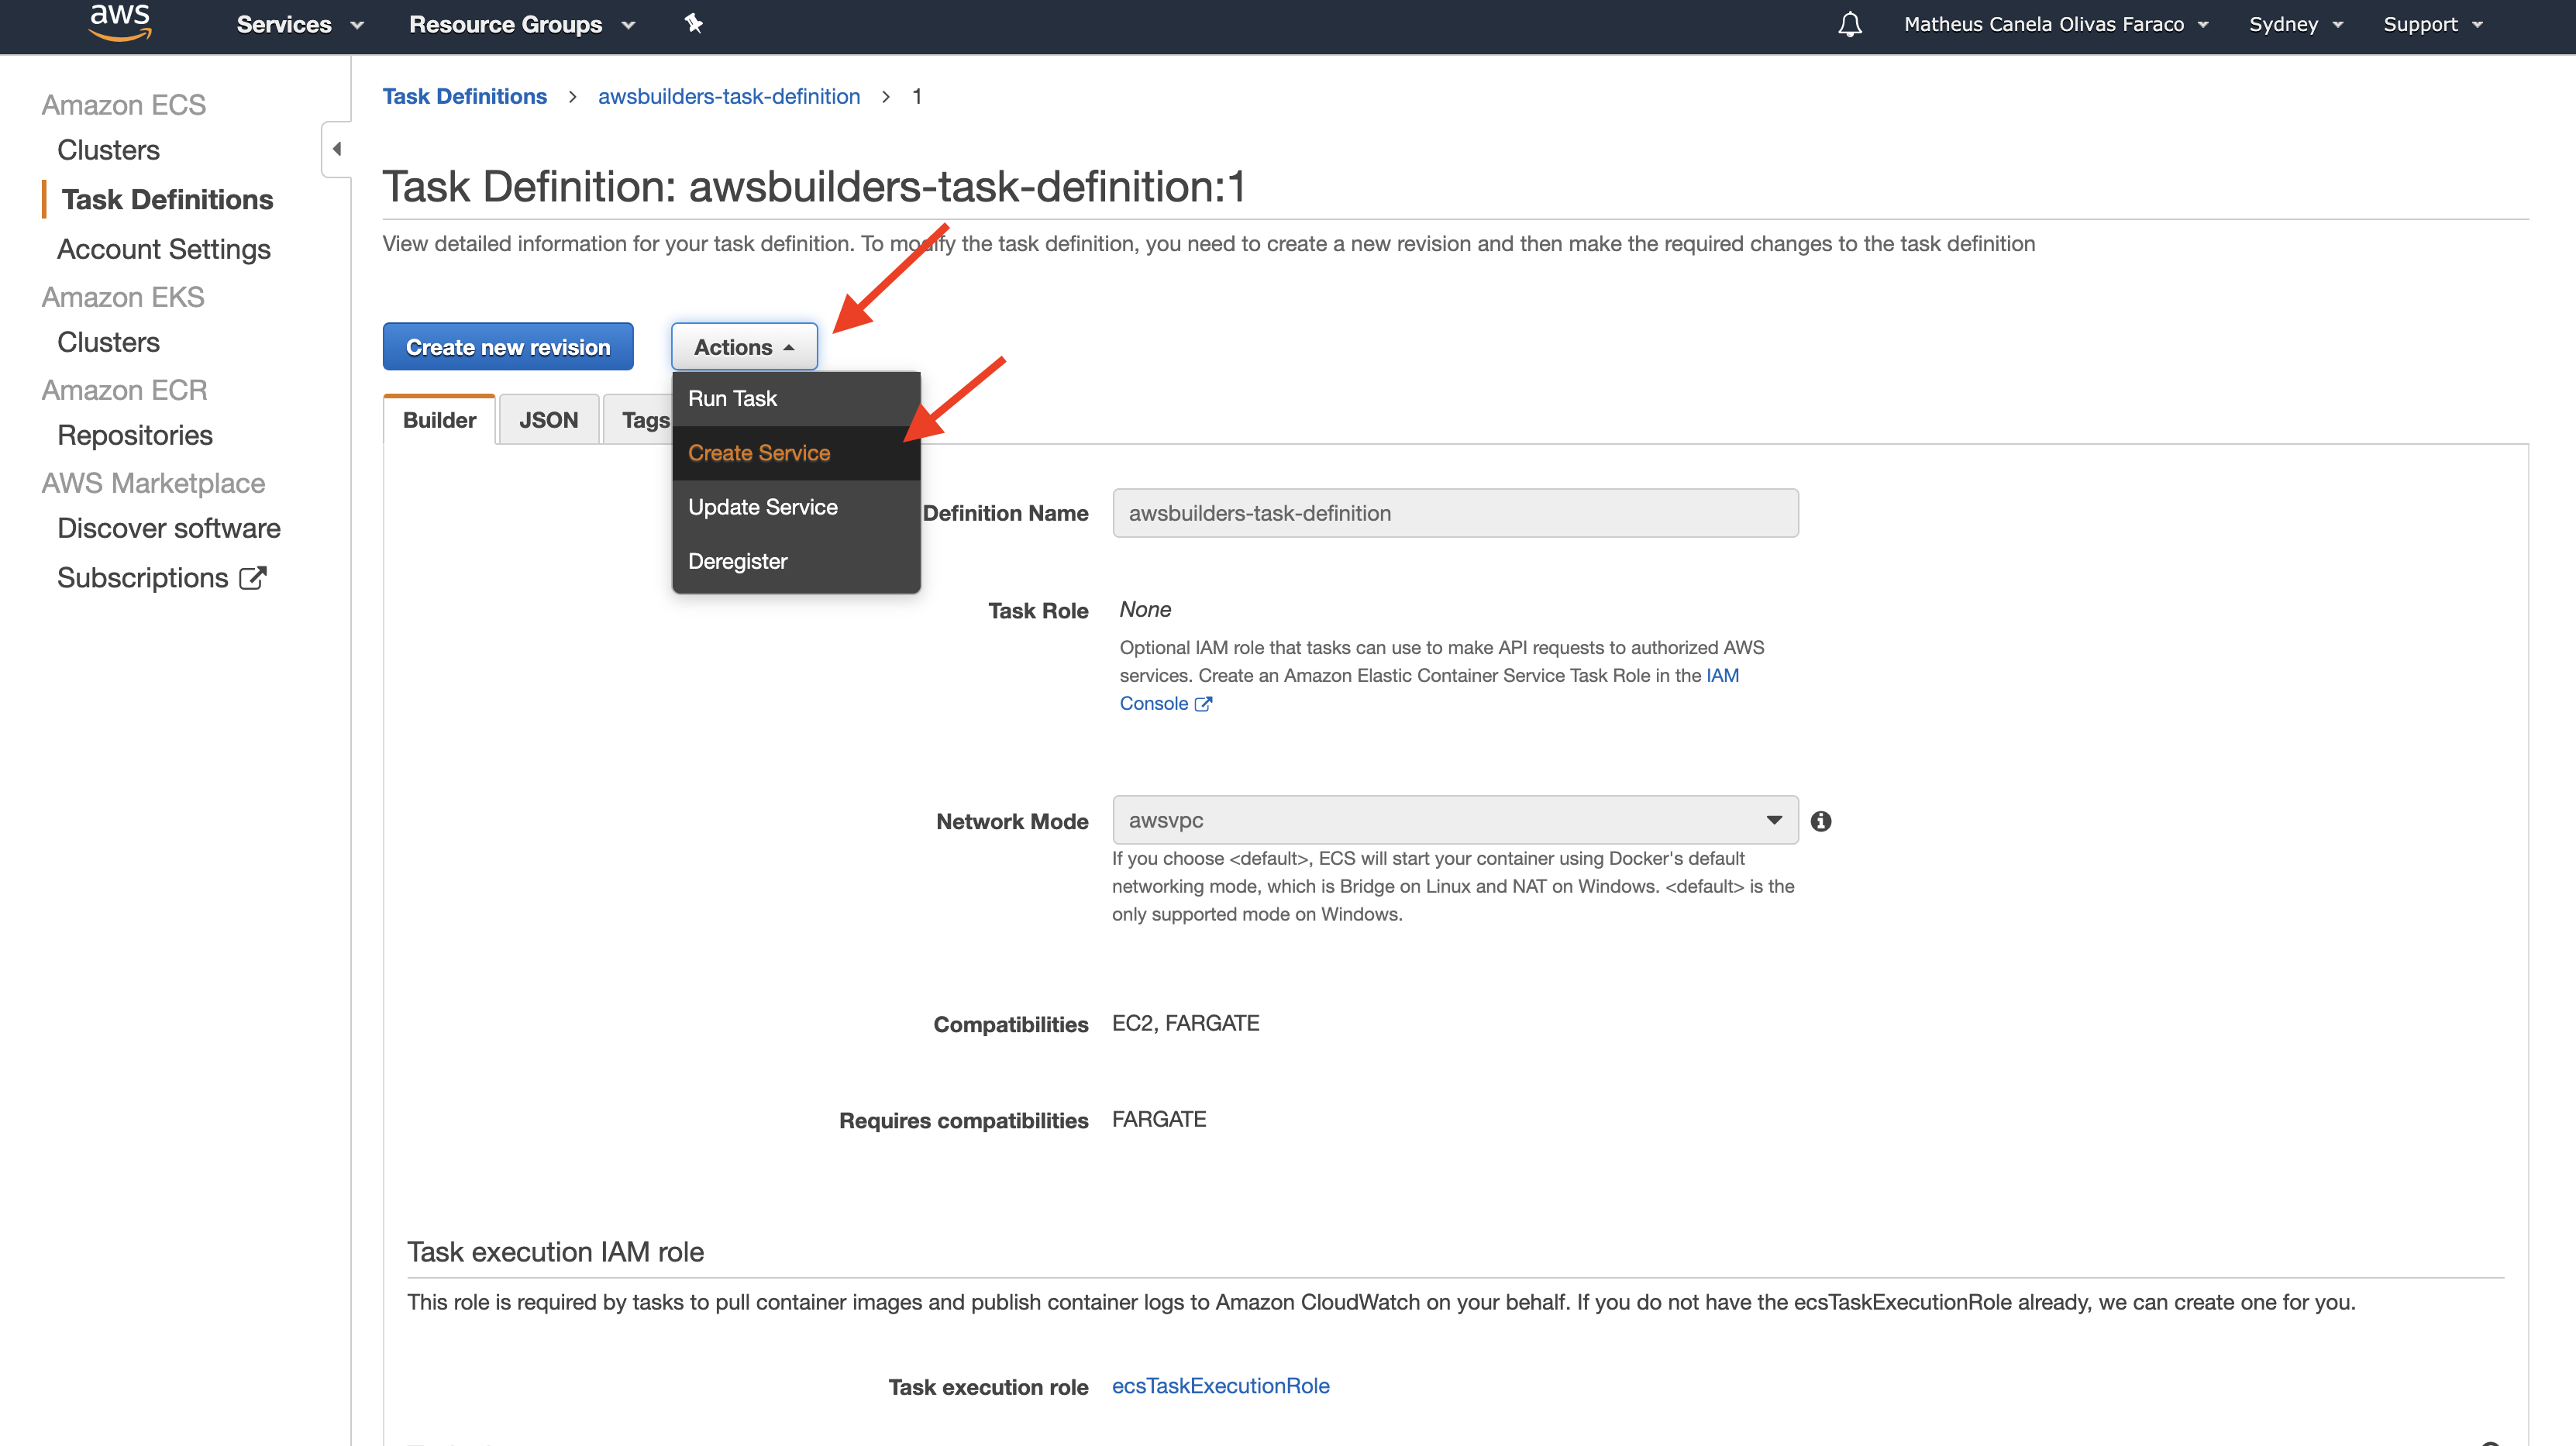 aws
Services
Resource Groups
Matheus Canela Olivas Faraco
Sydney
Support
Amazon ECS
Clusters
Task Definitions
Account Settings
Amazon EKS
Clusters
Amazon ECR
Repositories
AWS Marketplace
Discover software
Subscriptions
Task Definitions > awsbuilders-task-definition > 1
Task Definition: awsbuilders-task-definition:1
View detailed information for your task definition. To modify the task definition, you need to create a new revision and then make the required changes to the task definition
Create new revision
Actions
Run Task
Create Service
Update Service
Deregister
Builder
JSON
Tags
Definition Name
awsbuilders-task-definition
Task Role
None
Optional IAM role that tasks can use to make API requests to authorized AWS
services. Create an Amazon Elastic Container Service Task Role in the IAM
Console
Network Mode
awsvpc
If you choose <default>, ECS will start your container using Docker's default
networking mode, which is Bridge on Linux and NAT on Windows. <default> is the
only supported mode on Windows.
Compatibilities
EC2, FARGATE
Requires compatibilities
FARGATE
Task execution IAM role
This role is required by tasks to pull container images and publish container logs to Amazon CloudWatch on your behalf. If you do not have the ecsTaskExecutionRole already, we can create one for you.
Task execution role
ecsTaskExecutionRole